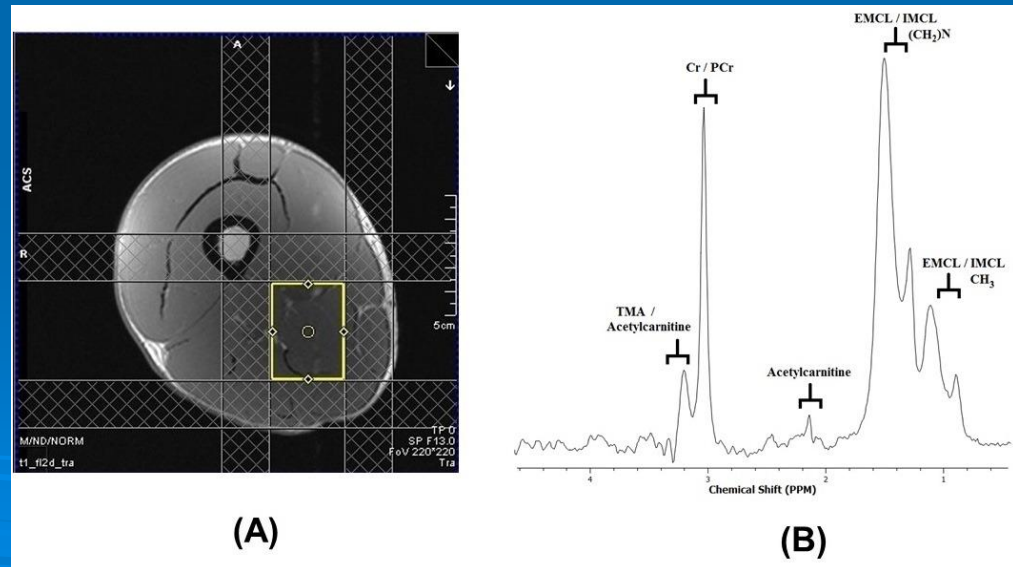 A
ACS
R
5cm
M/ND/NORM
t1_fl2d_tra
TP 0
SP F13.0
FoV 220*220
Tra
(A)
EMCL / IMCL
(CH₂)N
Cr / PCr
EMCL / IMCL
CH₃
TMA /
Acetylcarnitine
Acetylcarnitine
4 3 2 1
Chemical Shift (PPM)
(B)